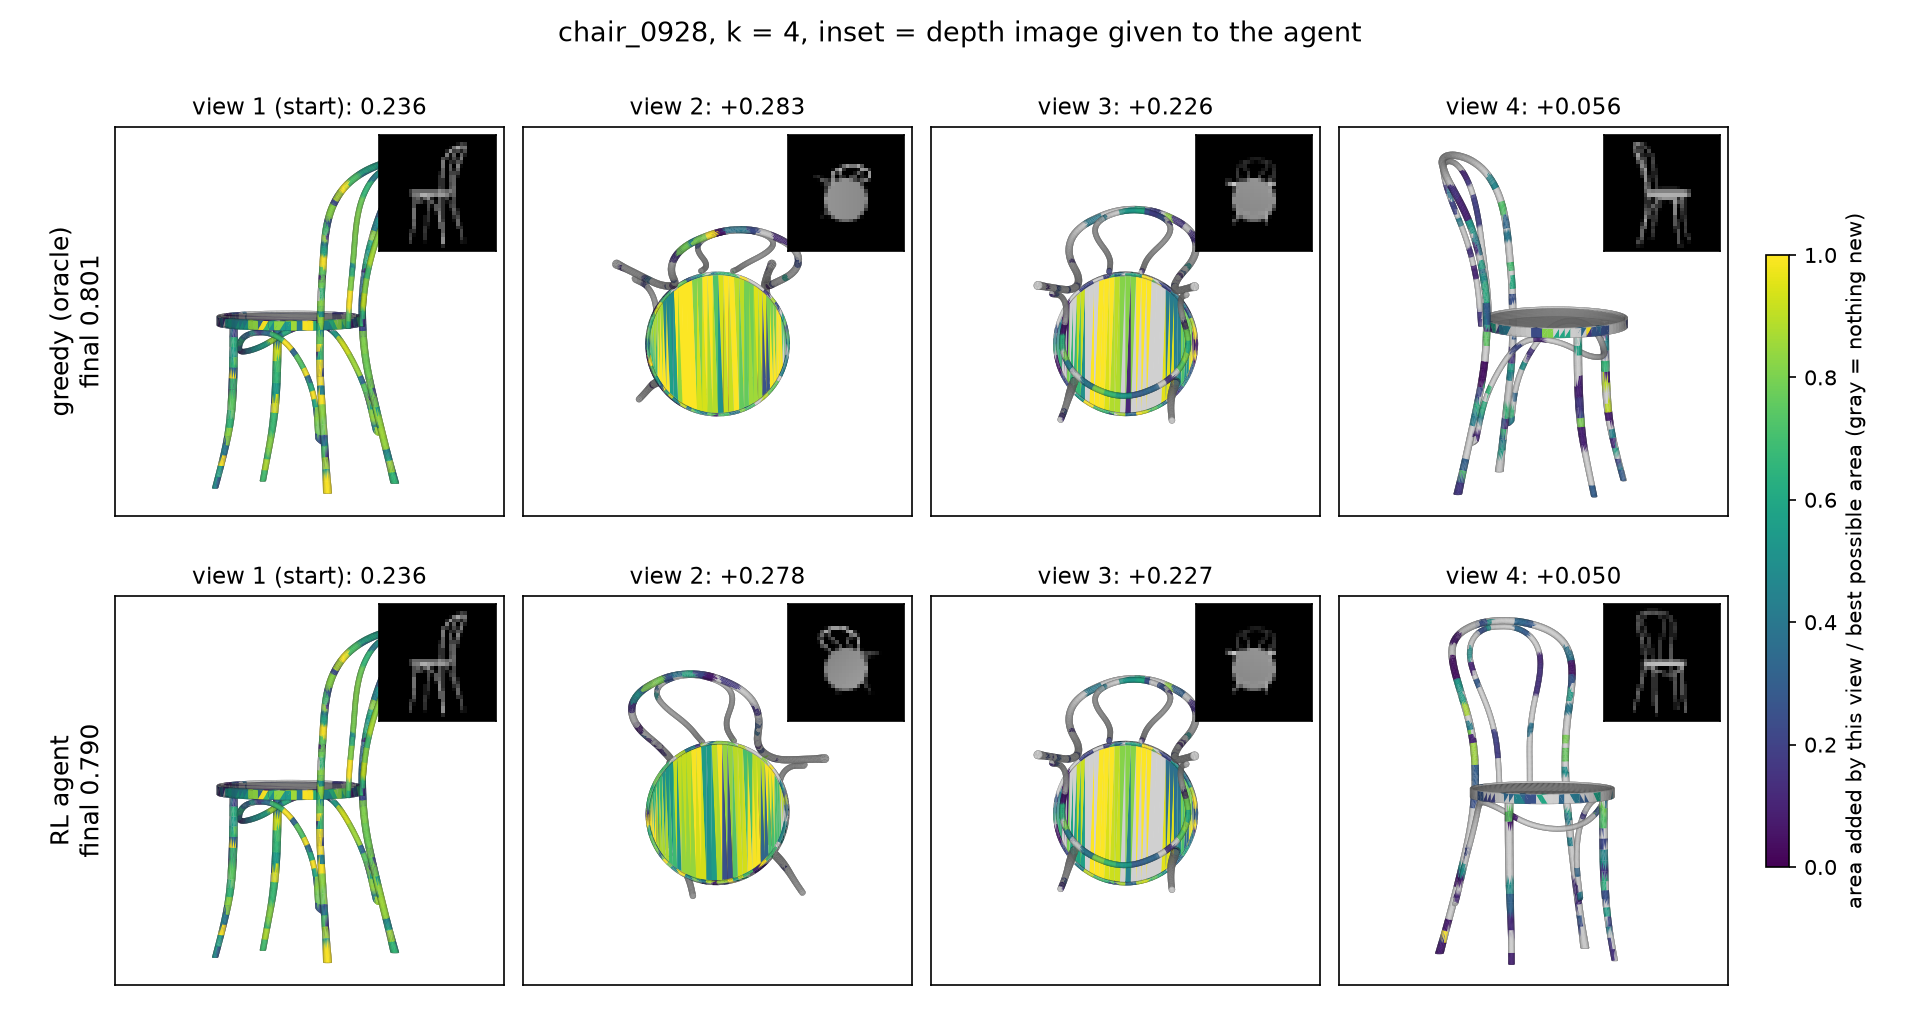 chair_0928, k = 4, inset = depth image given to the agent
view 1 (start): 0.236
view 2: +0.283
view 3: +0.226
view 4: +0.056
greedy (oracle)
final 0.801
view 1 (start): 0.236
view 2: +0.278
view 3: +0.227
view 4: +0.050
RL agent
final 0.790
1.0
0.8
0.6
0.4
0.2
0.0
area added by this view / best possible area (gray = nothing new)